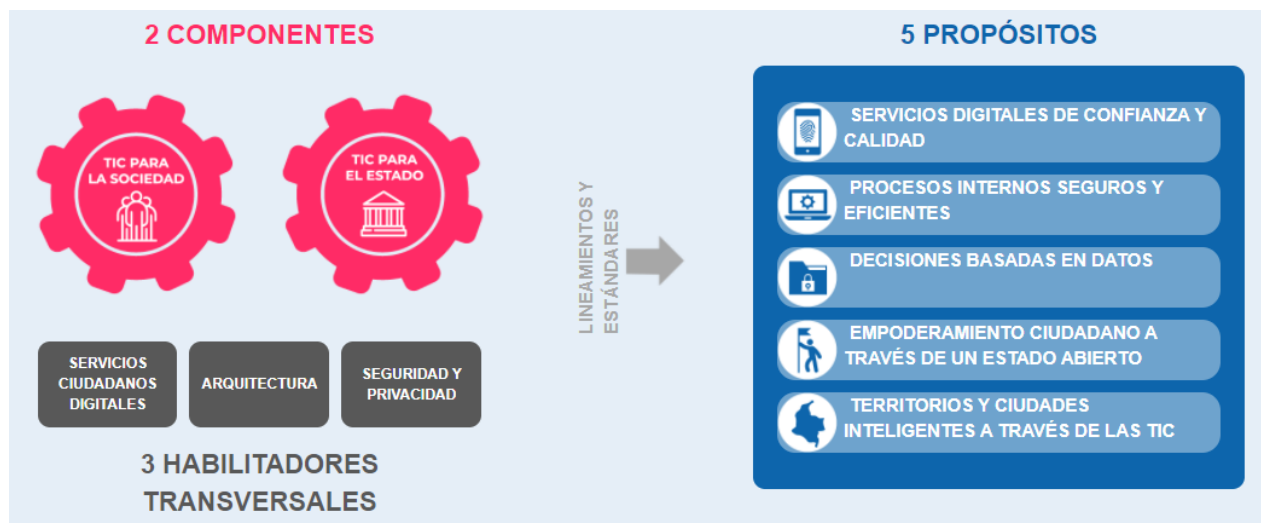 2 COMPONENTES
TIC PARA
LA SOCIEDAD
TIC PARA
EL ESTADO
SERVICIOS
CIUDADANOS
DIGITALES
ARQUITECTURA
SEGURIDAD Y
PRIVACIDAD
3 HABILITADORES
TRANSVERSALES
LINEAMIENTOS Y
ESTÁNDARES
5 PROPÓSITOS
SERVICIOS DIGITALES DE CONFIANZA Y
CALIDAD
PROCESOS INTERNOS SEGUROS Y
EFICIENTES
DECISIONES BASADAS EN DATOS
EMPODERAMIENTO CIUDADANO A
TRAVÉS DE UN ESTADO ABIERTO
TERRITORIOS Y CIUDADES
INTELIGENTES A TRAVÉS DE LAS TIC